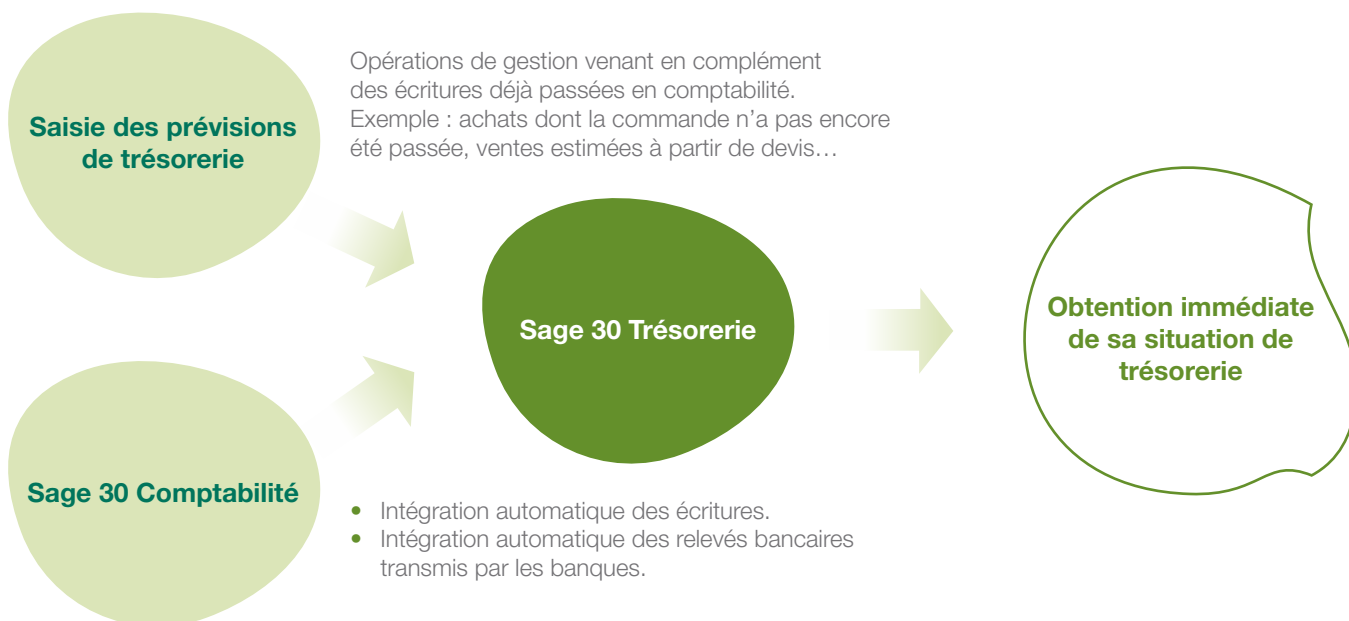 Saisie des prévisions
de trésorerie
Opérations de gestion venant en complément
des écritures déjà passées en comptabilité.
Exemple : achats dont la commande n’a pas encore
été passée, ventes estimées à partir de devis…
Sage 30 Trésorerie
Obtention immédiate
de sa situation de
trésorerie
Sage 30 Comptabilité
• Intégration automatique des écritures.
• Intégration automatique des relevés bancaires
transmis par les banques.